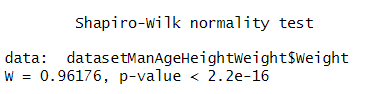 Shapiro-Wilk normality test
data: datasetManAgeHeightWeight$Weight
W = 0.96176, p-value < 2.2e-16